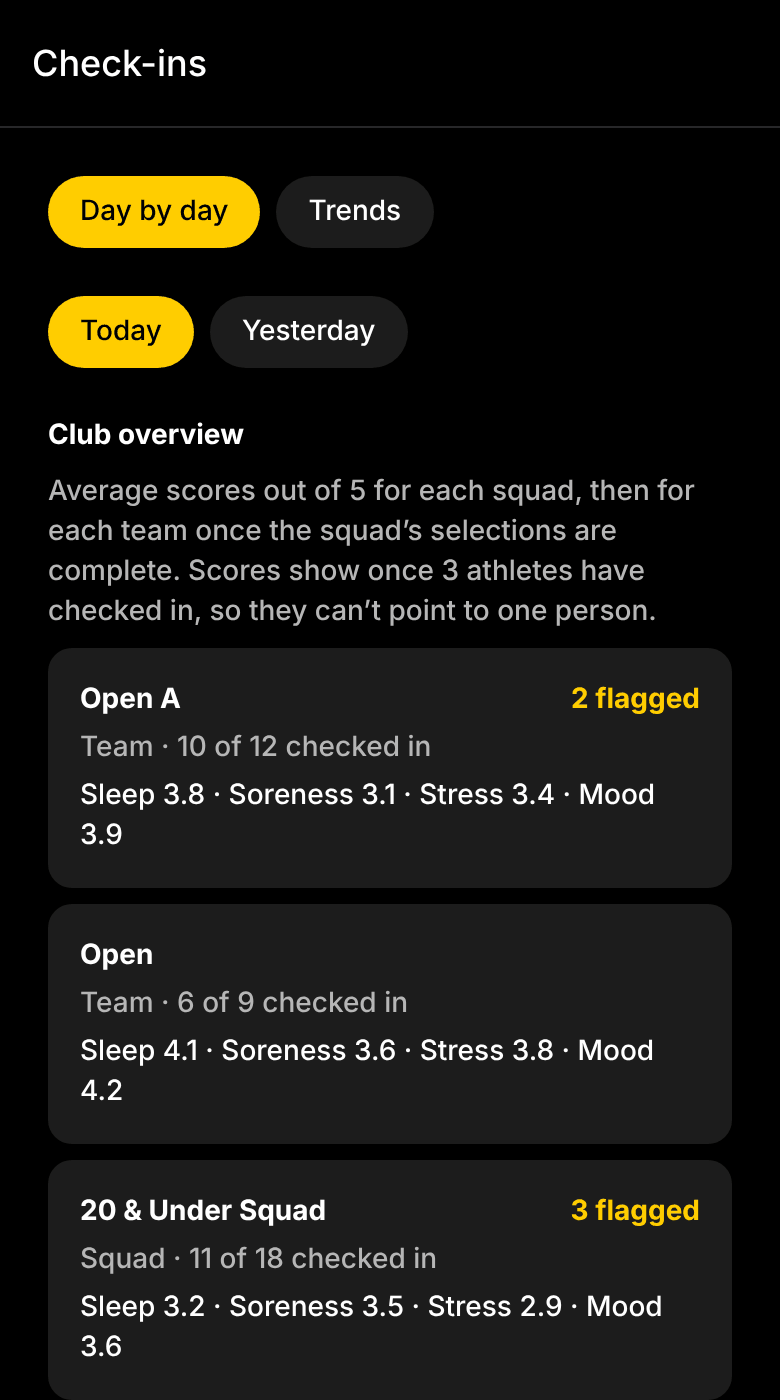 Check-ins
Day by day
Trends
Today
Yesterday
Club overview
Average scores out of 5 for each squad, then for
each team once the squad’s selections are
complete. Scores show once 3 athletes have
checked in, so they can’t point to one person.
Open A
2 flagged
Team · 10 of 12 checked in
Sleep 3.8 · Soreness 3.1 · Stress 3.4 · Mood
3.9
Open
Team · 6 of 9 checked in
Sleep 4.1 · Soreness 3.6 · Stress 3.8 · Mood
4.2
20 & Under Squad
3 flagged
Squad · 11 of 18 checked in
Sleep 3.2 · Soreness 3.5 · Stress 2.9 · Mood
3.6